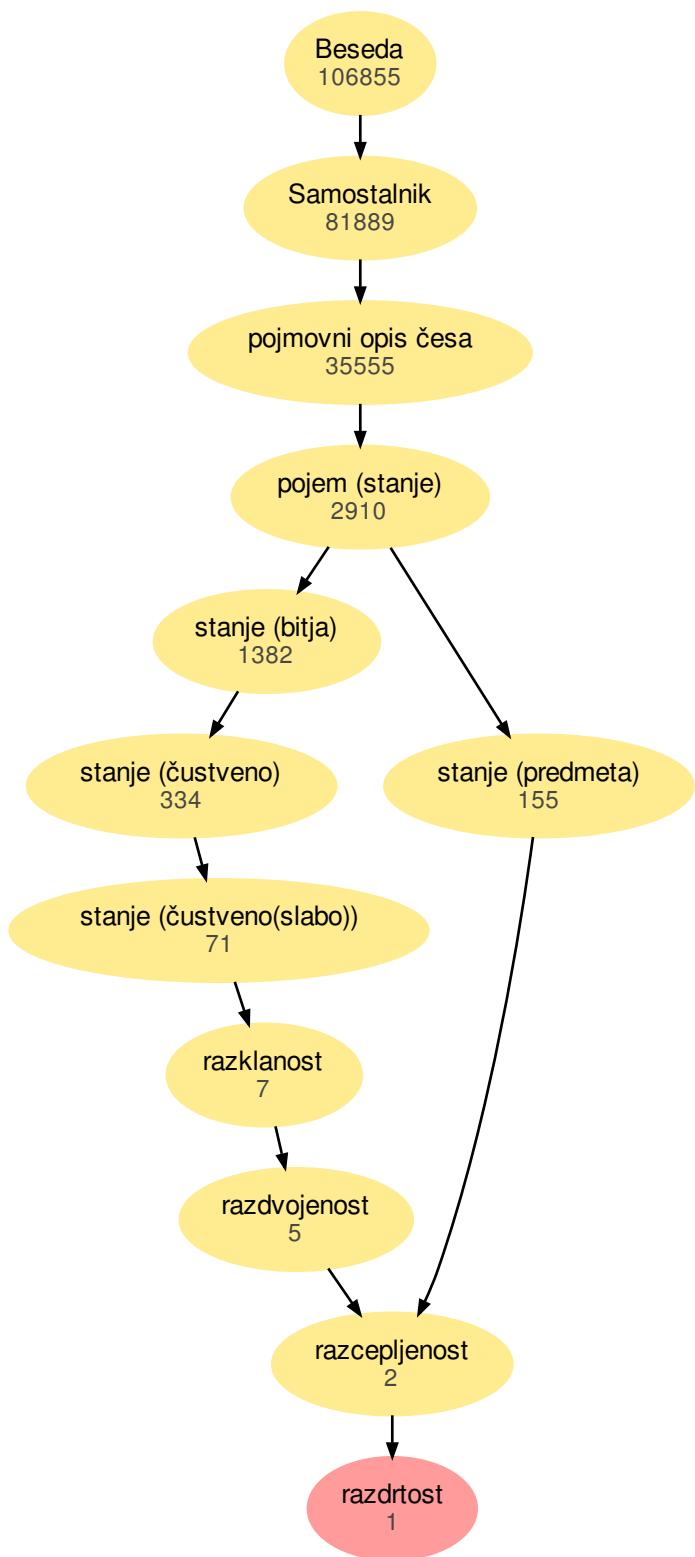 Beseda
106855
Samostalnik
81889
pojmovni opis česa
35555
pojem (stanje)
2910
stanje (bitja)
1382
stanje (čustveno)
334
stanje (predmeta)
155
stanje (čustveno(slabo))
71
razklanost
7
razdvojenost
5
razcepljenost
2
razdrtost
1